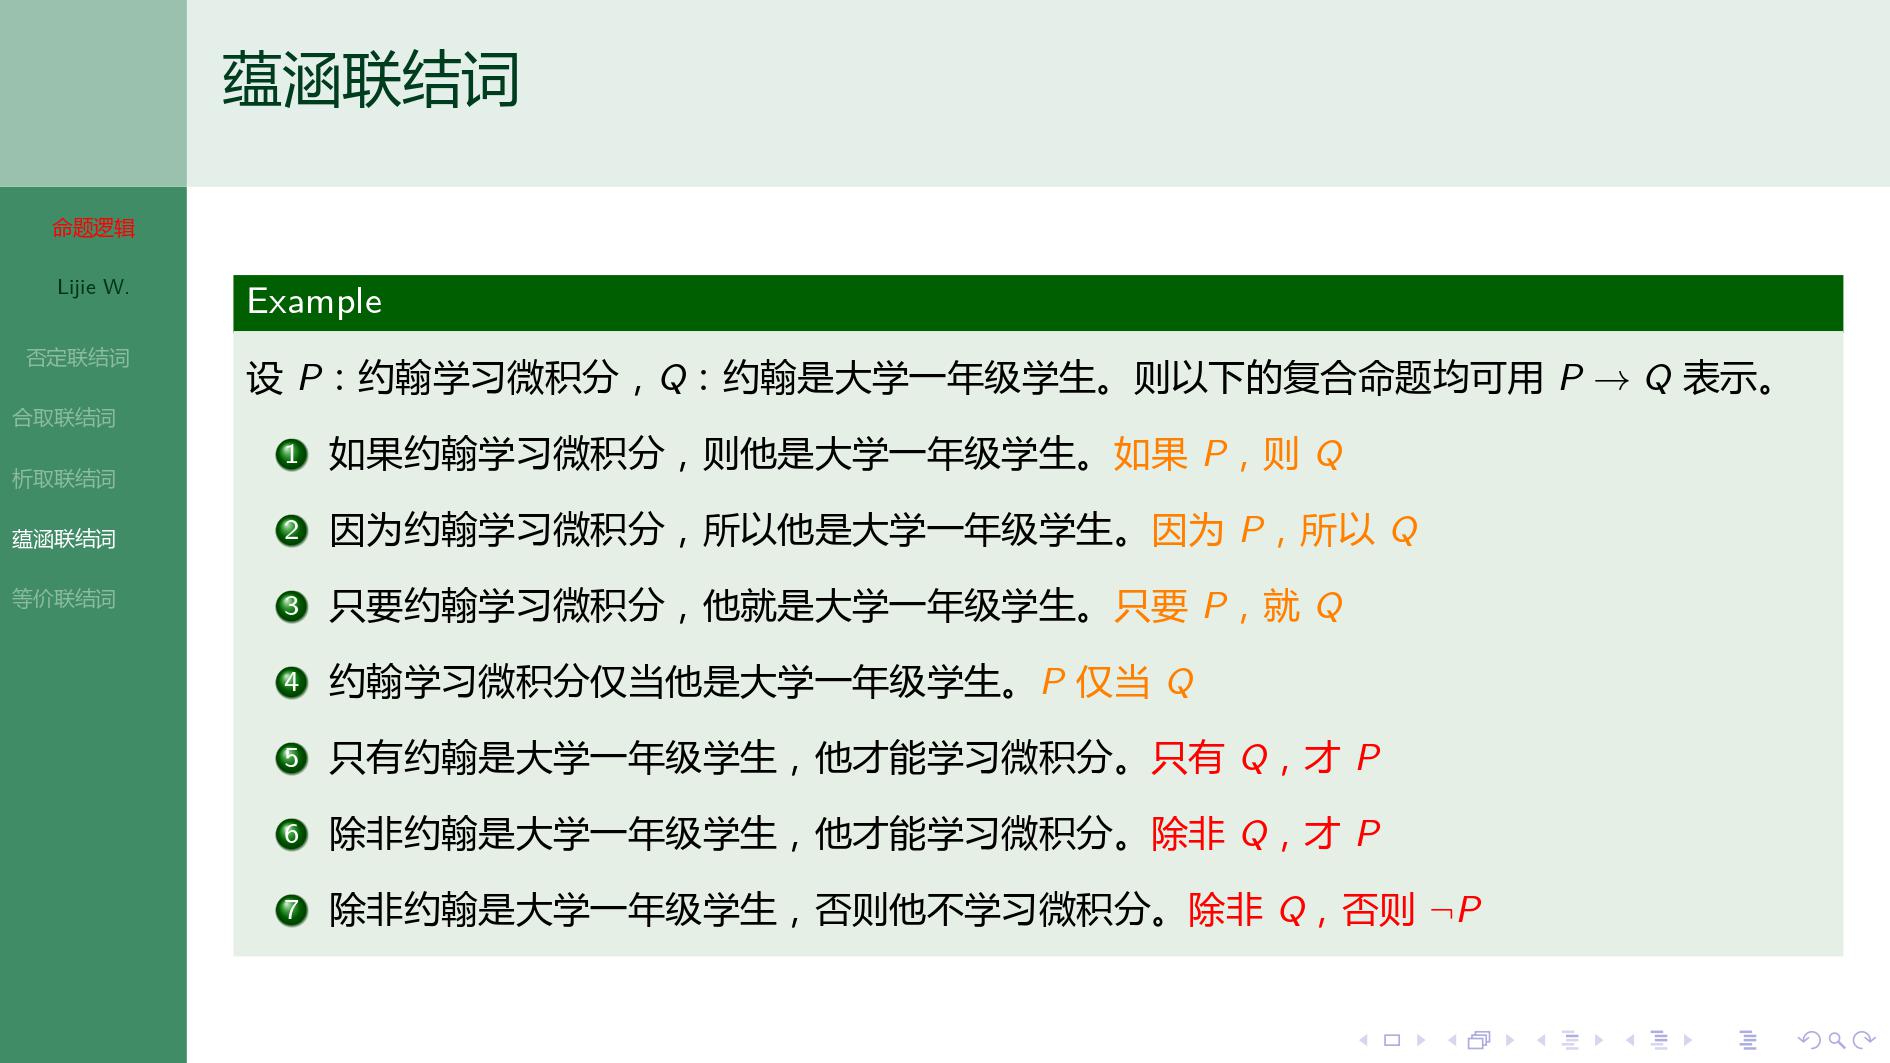 蕴涵联结词
命题逻辑
Lijie W.
否定联结词
合取联结词
析取联结词
蕴涵联结词
等价联结词
Example
设 P：约翰学习微积分，Q：约翰是大学一年级学生。则以下的复合命题均可用 P → Q 表示。
1 如果约翰学习微积分，则他是大学一年级学生。如果 P，则 Q
2 因为约翰学习微积分，所以他是大学一年级学生。因为 P，所以 Q
3 只要约翰学习微积分，他就是大学一年级学生。只要 P，就 Q
4 约翰学习微积分仅当他是大学一年级学生。P 仅当 Q
5 只有约翰是大学一年级学生，他才能学习微积分。只有 Q，才 P
6 除非约翰是大学一年级学生，他才能学习微积分。除非 Q，才 P
7 除非约翰是大学一年级学生，否则他不学习微积分。除非 Q，否则 ¬P